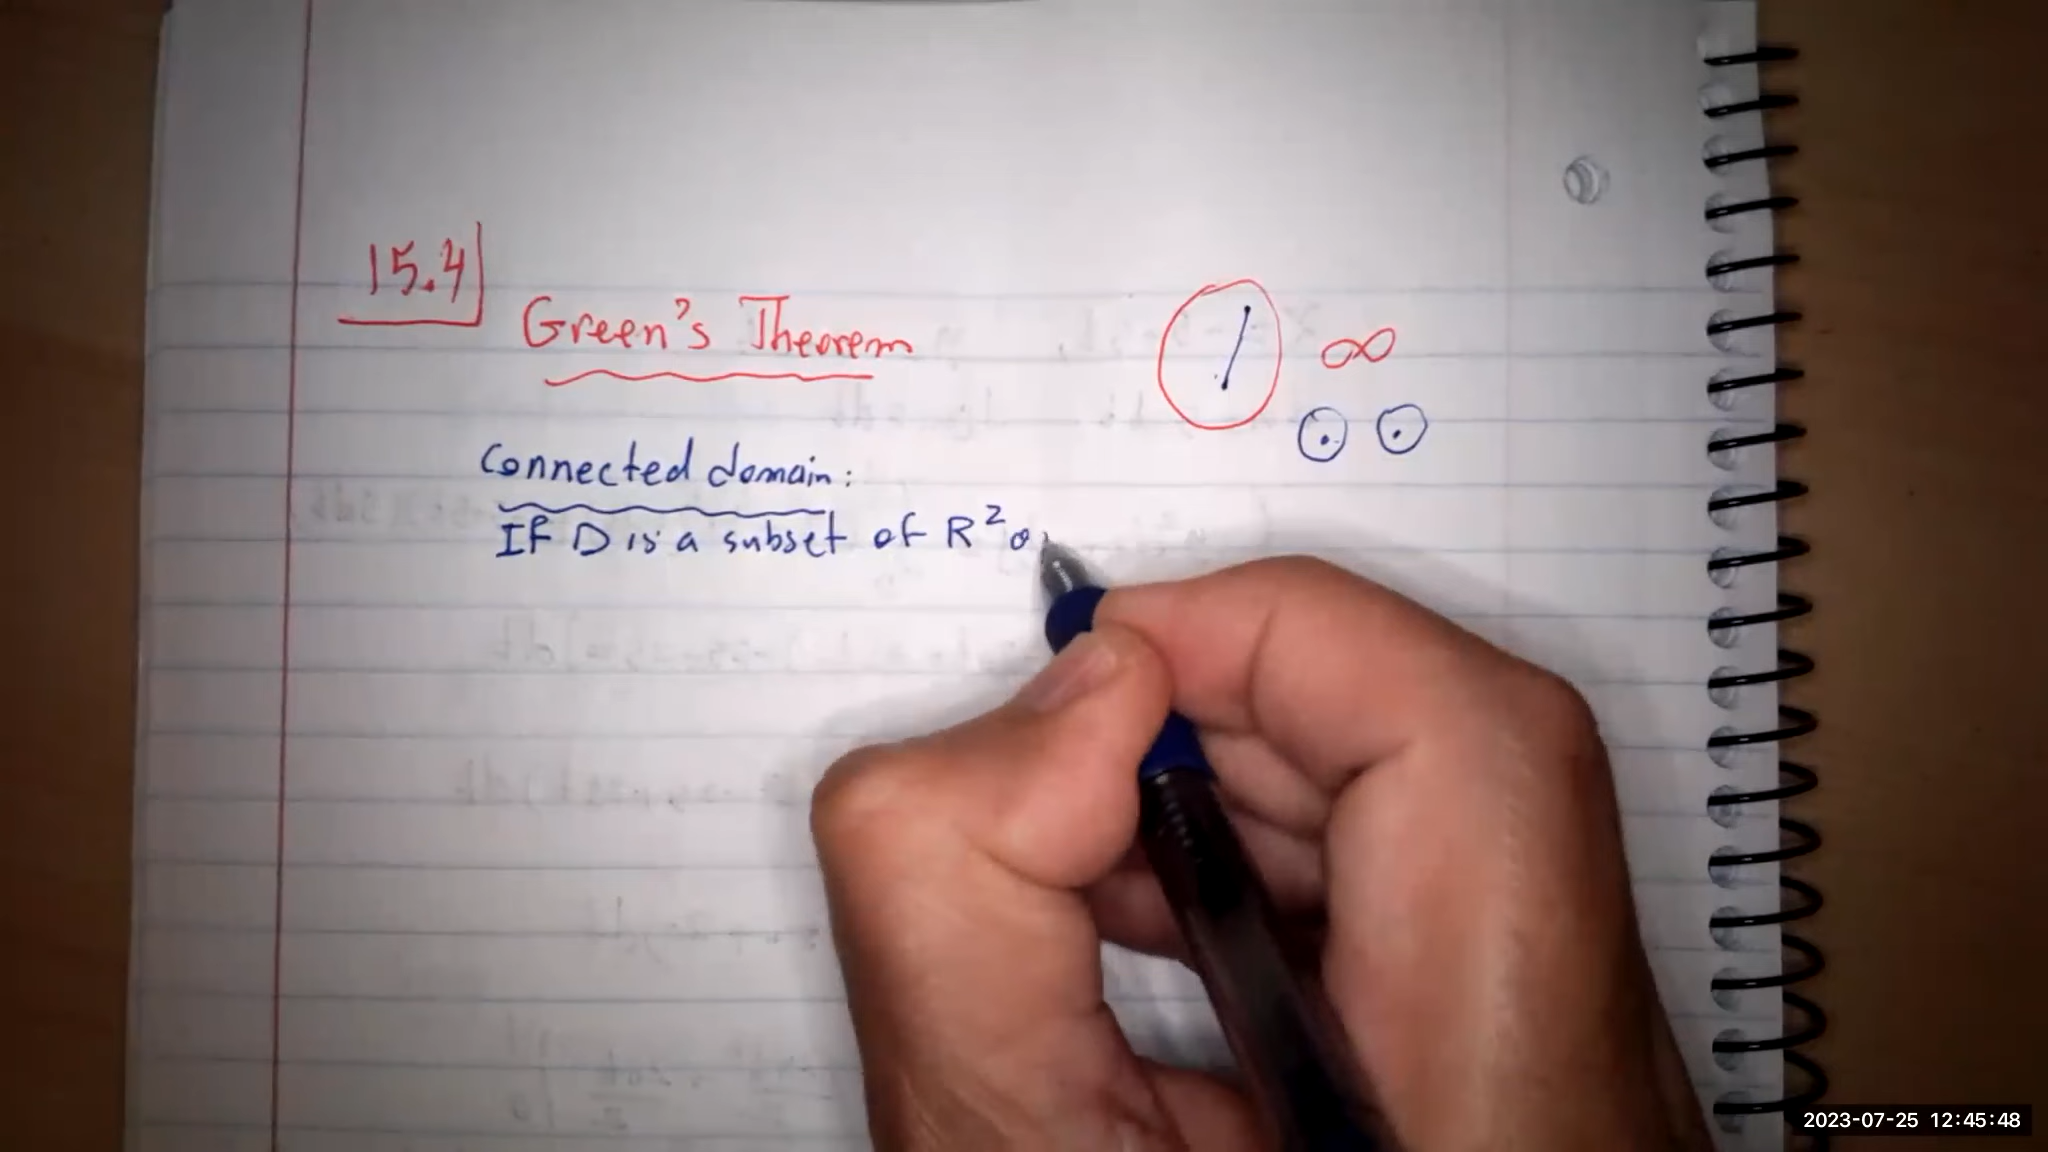 15.4
Green's Theorem
∞
Connected domain:
If D is a subset of R² o
2023-07-25 12:45:48